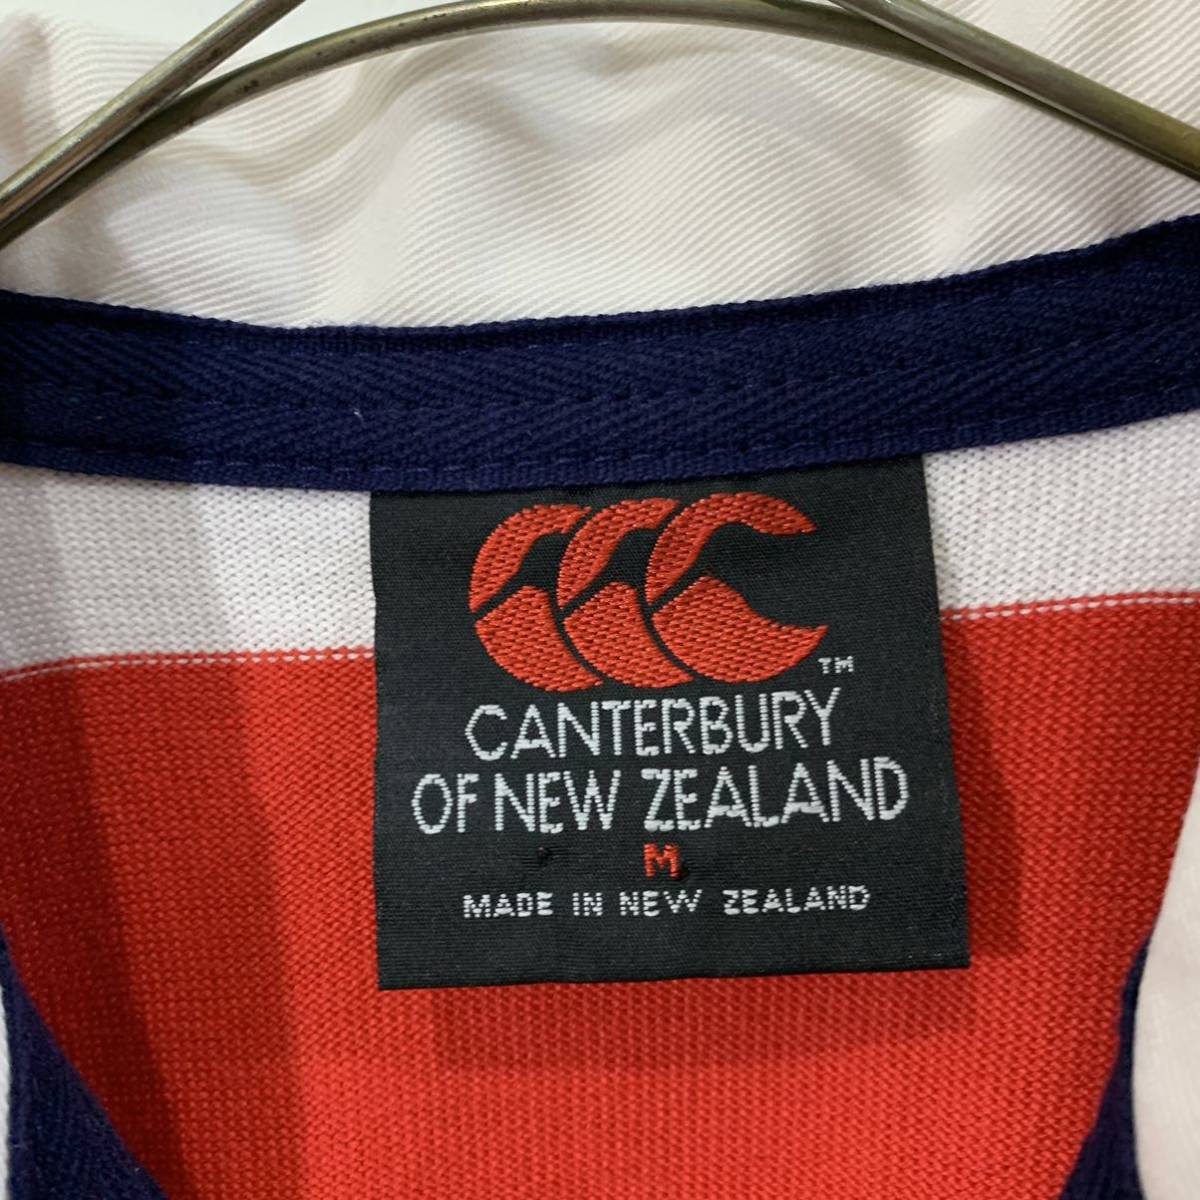 TM
CANTERBURY
OF NEW ZEALAND
M
MADE IN NEW ZEALAND